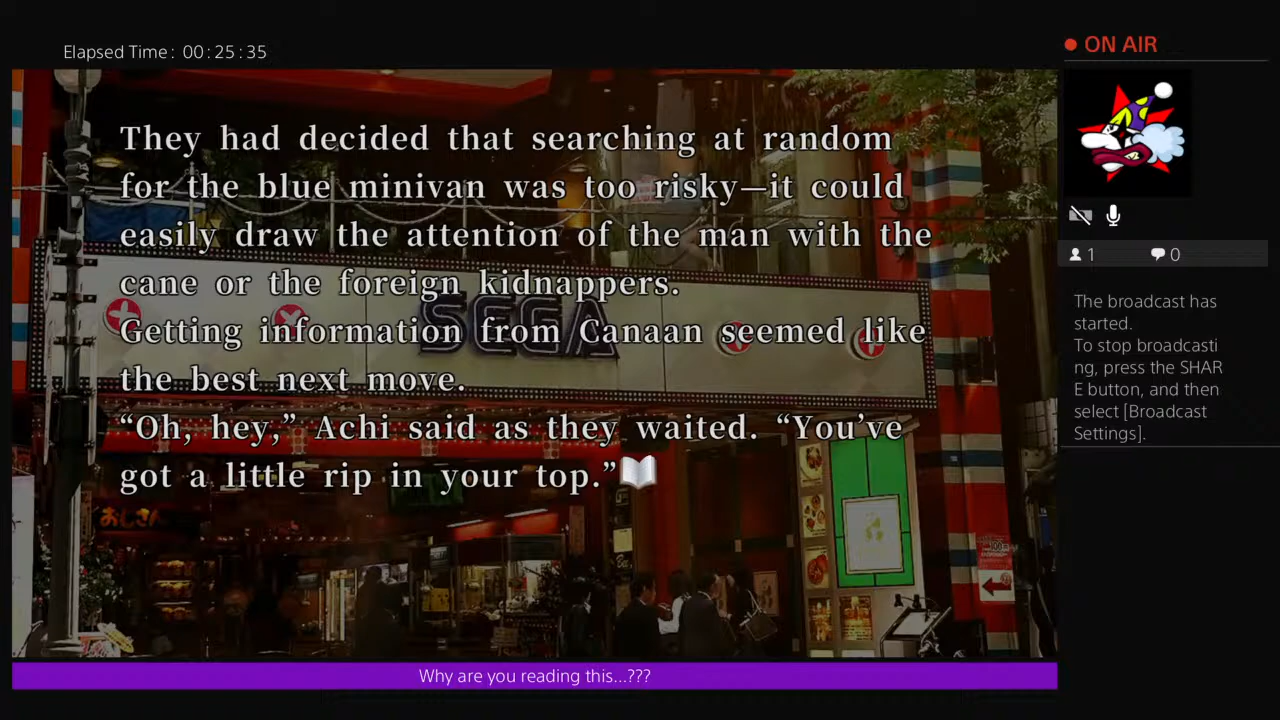 Elapsed Time: 00:25:35
ON AIR
They had decided that searching at random
for the blue minivan was too risky—it could
easily draw the attention of the man with the
cane or the foreign kidnappers.
Getting information from Canaan seemed like
the best next move.
“Oh, hey,” Achi said as they waited. “You’ve
got a little rip in your top.”
SEGA
おじさん
1
0
The broadcast has
started.
To stop broadcasti
ng, press the SHAR
E button, and then
select [Broadcast
Settings].
Why are you reading this...???